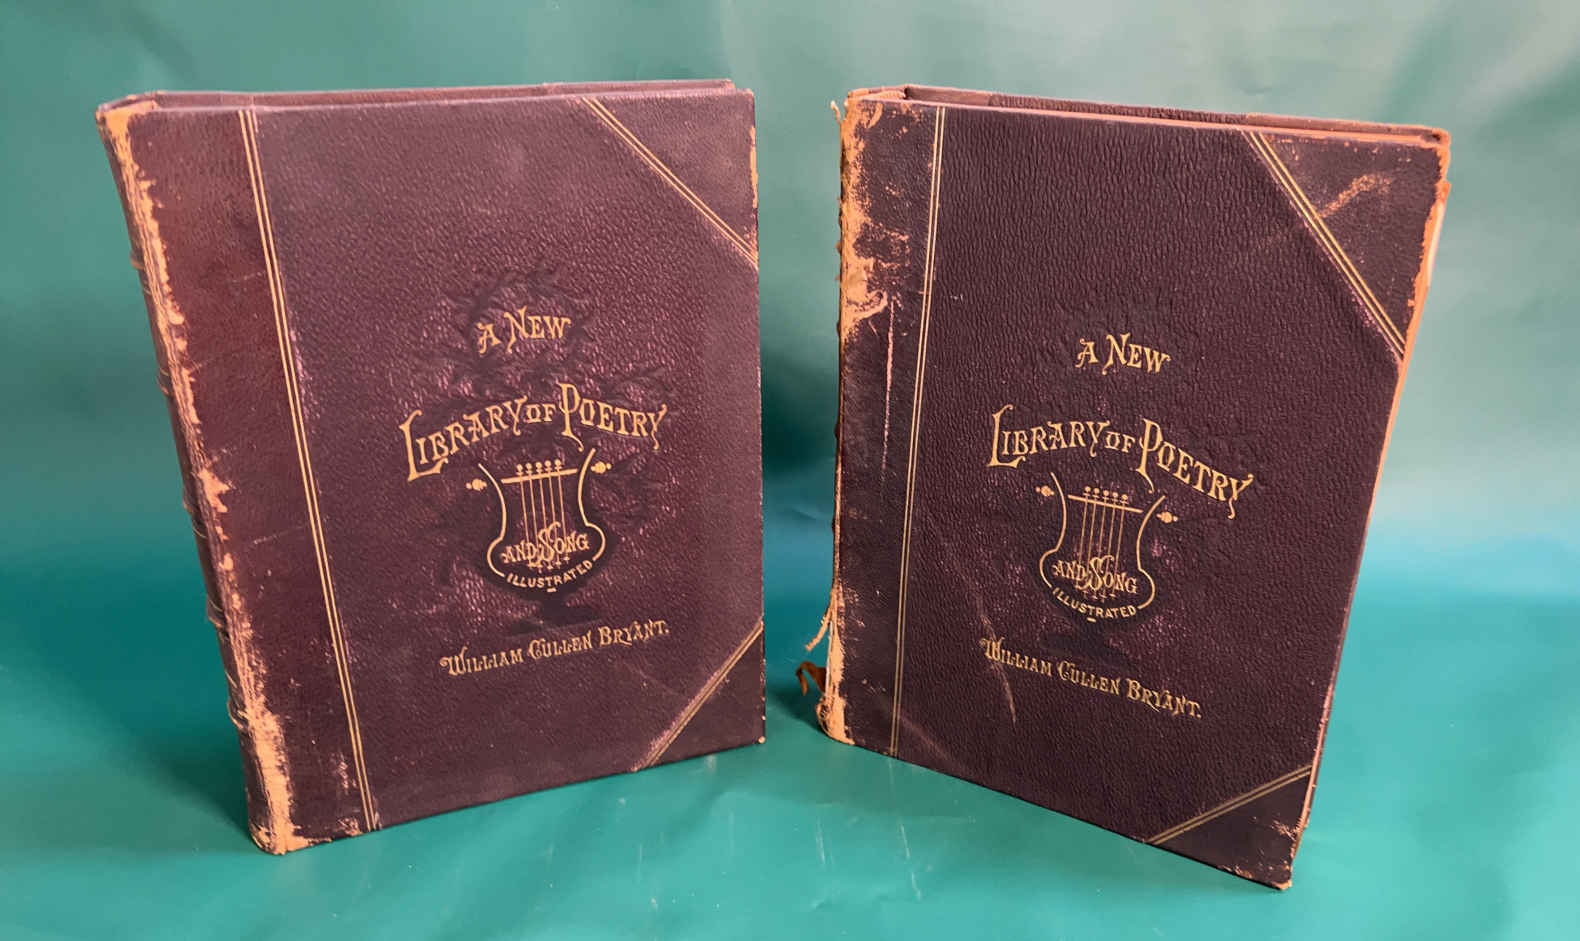 A NEW
LIBRARY OF POETRY
AND SONG
ILLUSTRATED
WILLIAM CULLEN BRYANT.
A NEW
LIBRARY OF POETRY
AND SONG
ILLUSTRATED
WILLIAM CULLEN BRYANT.